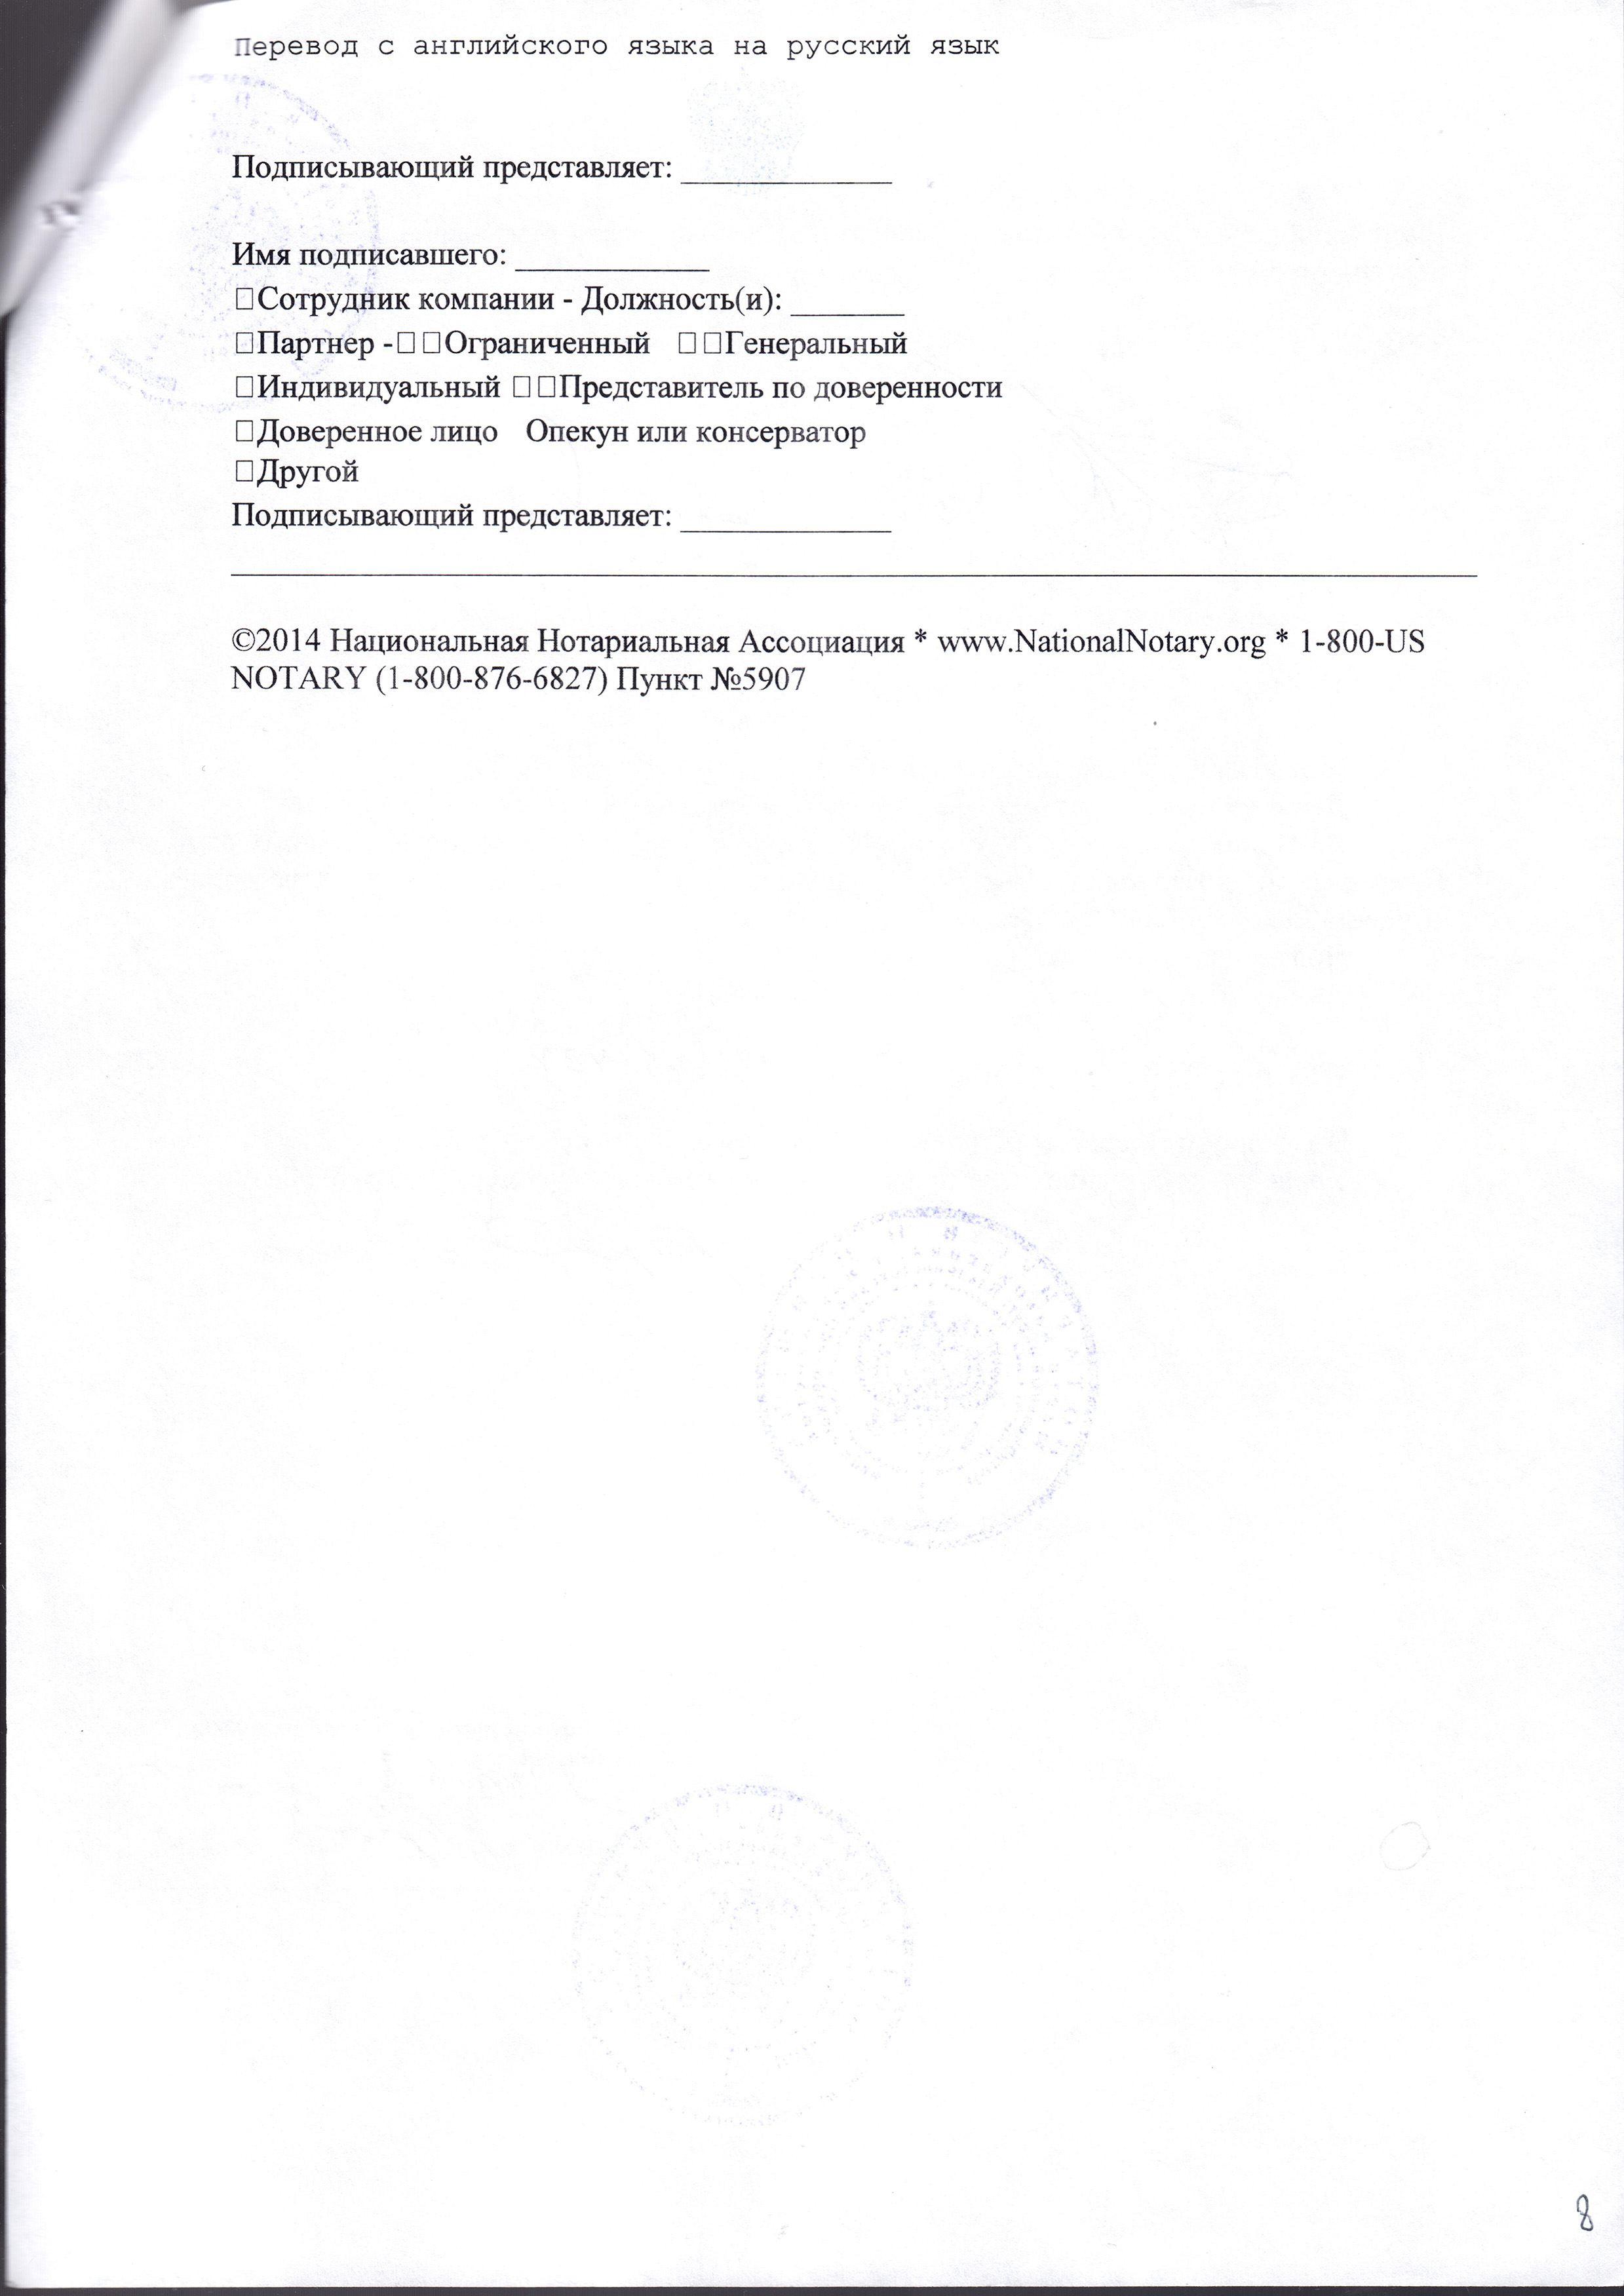 Перевод с английского языка на русский язык
Подписывающий представляет: _____________
Имя подписавшего: ____________
□Сотрудник компании - Должность(и): _______
□Партнер -□□Ограниченный □□Генеральный
□Индивидуальный □□Представитель по доверенности
□Доверенное лицо Опекун или консерватор
□Другой
Подписывающий представляет: _____________
©2014 Национальная Нотариальная Ассоциация * www.NationalNotary.org * 1-800-US
NOTARY (1-800-876-6827) Пункт №5907
8